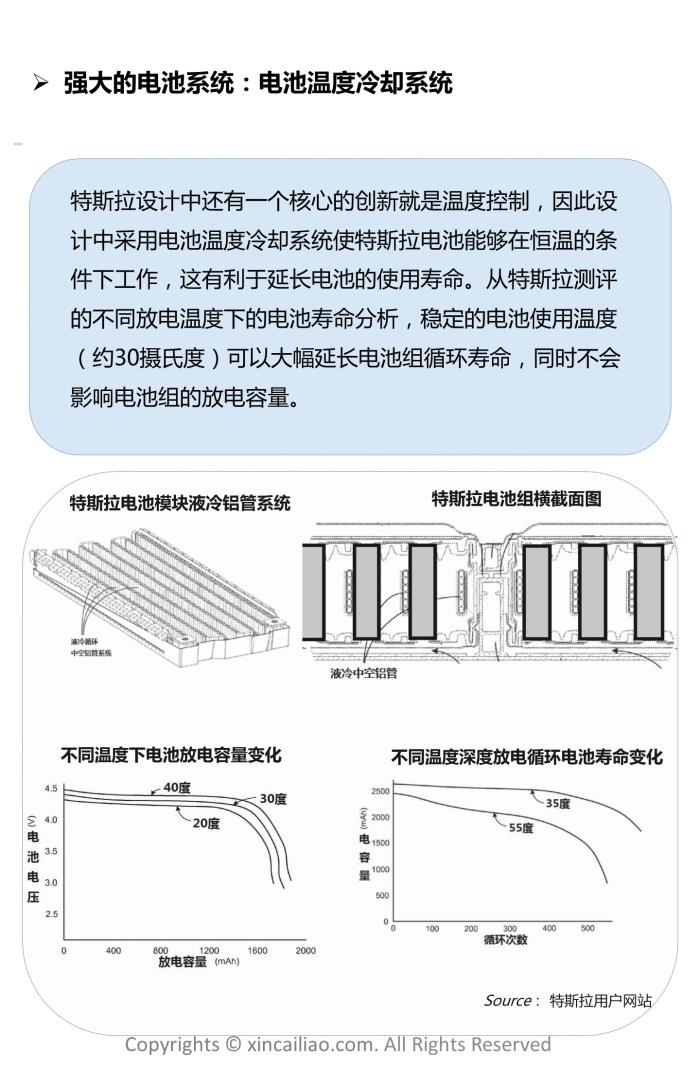 ➢ 强大的电池系统：电池温度冷却系统
特斯拉设计中还有一个核心的创新就是温度控制，因此设
计中采用电池温度冷却系统使特斯拉电池能够在恒温的条
件下工作，这有利于延长电池的使用寿命。从特斯拉测评
的不同放电温度下的电池寿命分析，稳定的电池使用温度
（约30摄氏度）可以大幅延长电池组循环寿命，同时不会
影响电池组的放电容量。
特斯拉电池模块液冷铝管系统
液冷循环
中空铝管系统
特斯拉电池组横截面图
液冷中空铝管
不同温度下电池放电容量变化
电池电压 (V)
4.5
4.0
3.5
3.0
2.5
40度
30度
20度
0 400 800 1200 1600 2000
放电容量 (mAh)
不同温度深度放电循环电池寿命变化
电容量 (mAh)
2500
2000
1500
1000
500
0
35度
55度
0 100 200 300 400 500
循环次数
Source： 特斯拉用户网站
Copyrights © xincailiao.com. All Rights Reserved